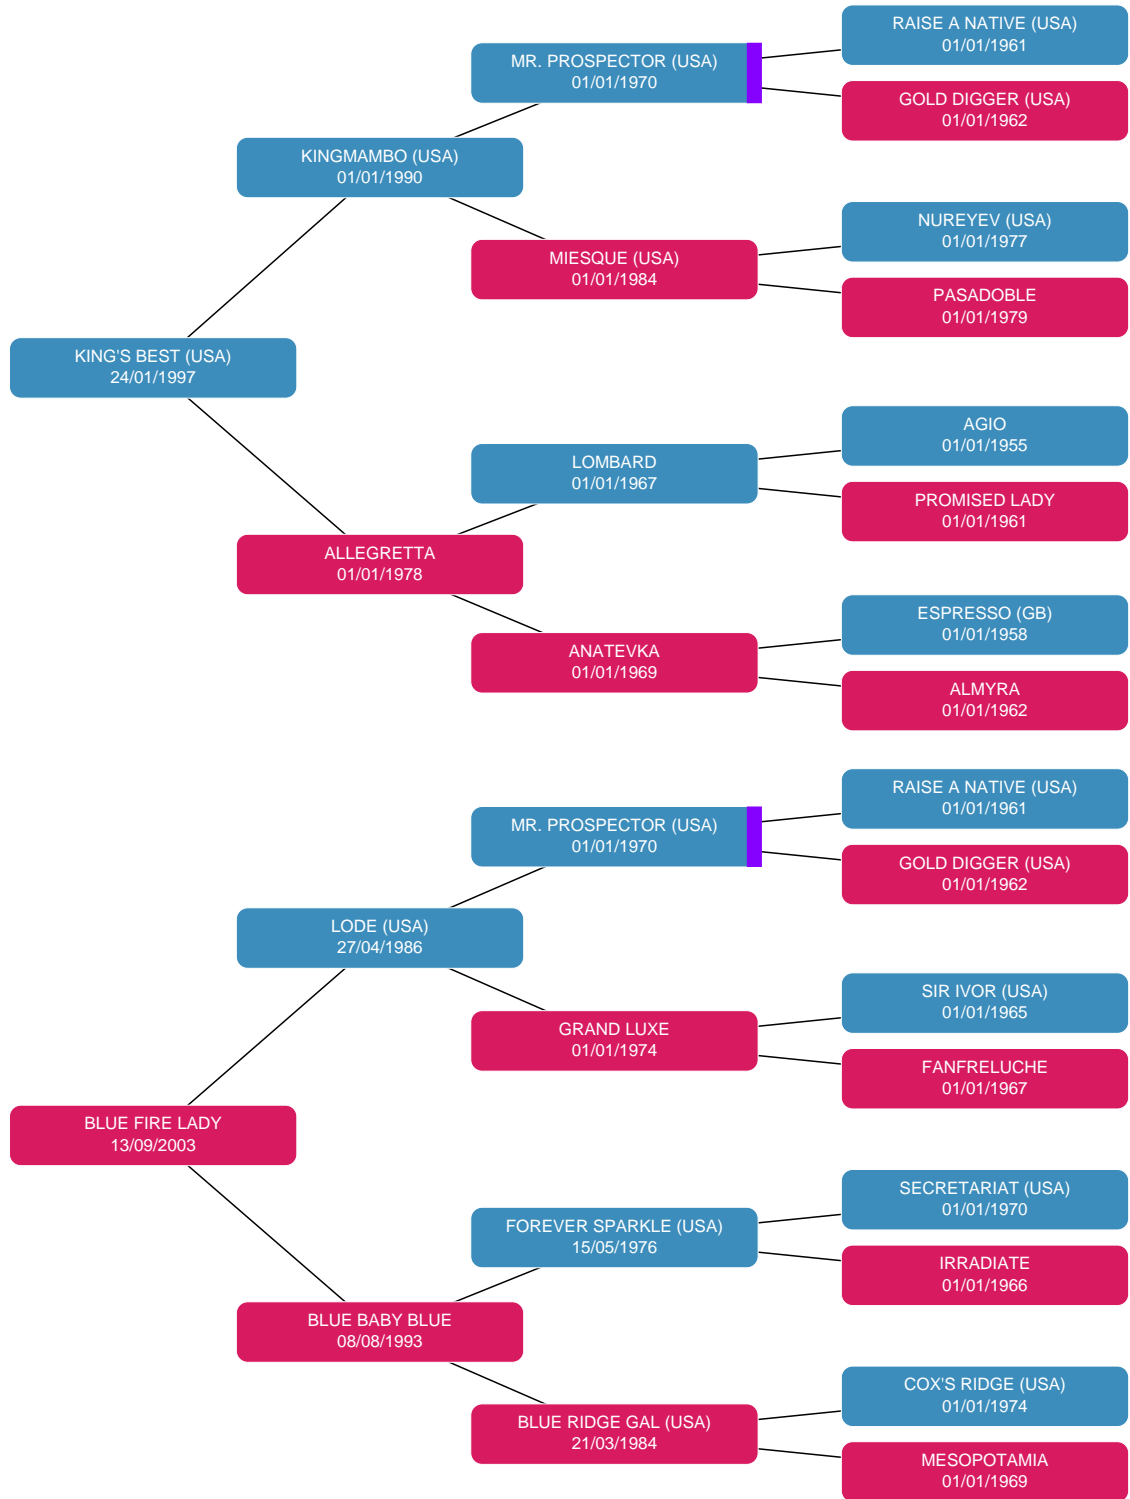 RAISE A NATIVE (USA)
01/01/1961
MR. PROSPECTOR (USA)
01/01/1970
GOLD DIGGER (USA)
01/01/1962
KINGMAMBO (USA)
01/01/1990
NUREYEV (USA)
01/01/1977
MIESQUE (USA)
01/01/1984
PASADOBLE
01/01/1979
KING'S BEST (USA)
24/01/1997
AGIO
01/01/1955
LOMBARD
01/01/1967
PROMISED LADY
01/01/1961
ALLEGRETTA
01/01/1978
ESPRESSO (GB)
01/01/1958
ANATEVKA
01/01/1969
ALMYRA
01/01/1962
RAISE A NATIVE (USA)
01/01/1961
MR. PROSPECTOR (USA)
01/01/1970
GOLD DIGGER (USA)
01/01/1962
LODE (USA)
27/04/1986
SIR IVOR (USA)
01/01/1965
GRAND LUXE
01/01/1974
FANFRELUCHE
01/01/1967
BLUE FIRE LADY
13/09/2003
SECRETARIAT (USA)
01/01/1970
FOREVER SPARKLE (USA)
15/05/1976
IRRADIATE
01/01/1966
BLUE BABY BLUE
08/08/1993
COX'S RIDGE (USA)
01/01/1974
BLUE RIDGE GAL (USA)
21/03/1984
MESOPOTAMIA
01/01/1969